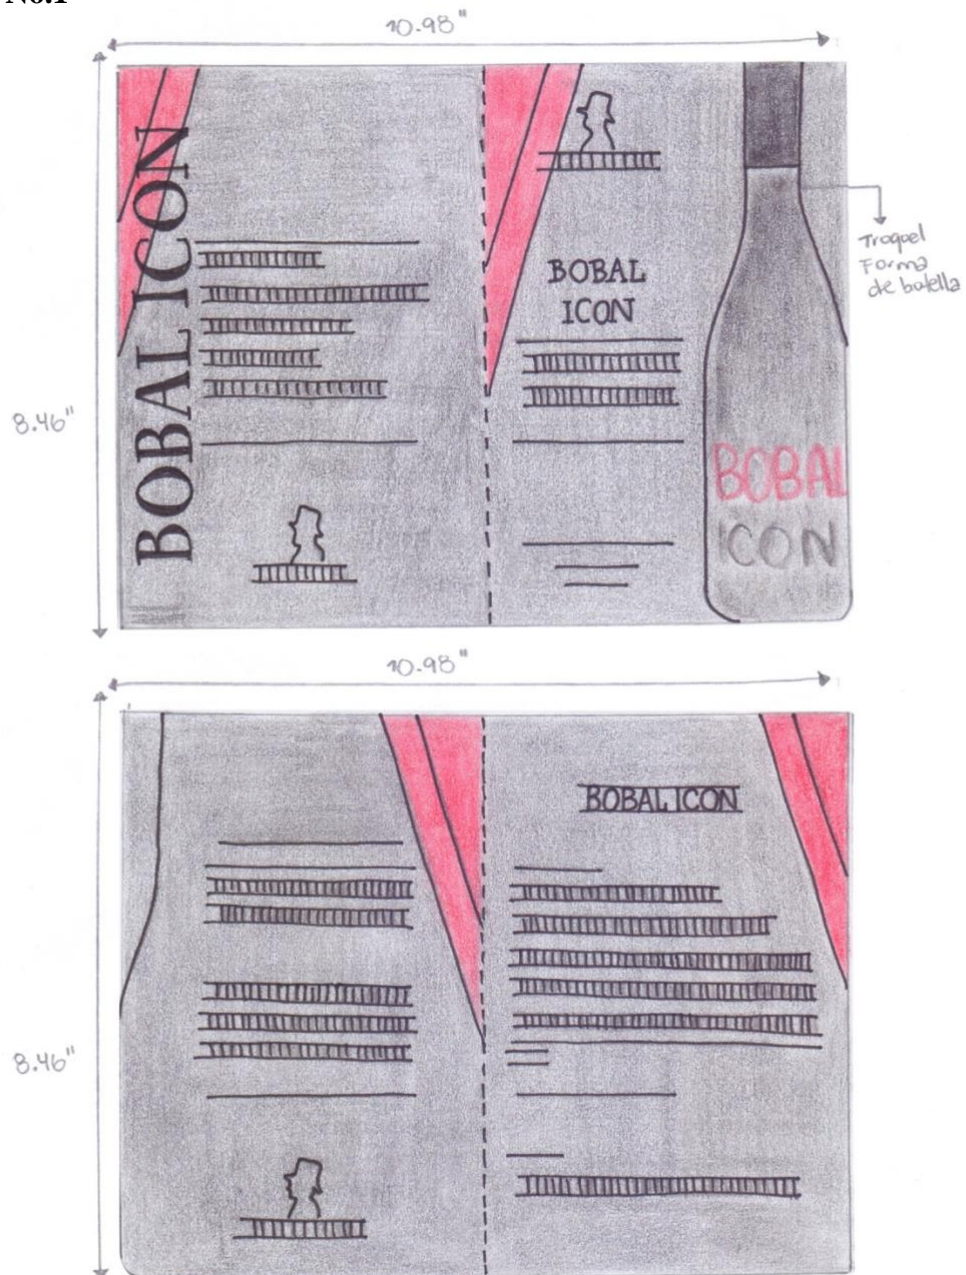 No.1
10.98"
BOBAL ICON
BOBAL
ICON
Troquel
Forma
de botella
8.46"
BOBAL
ICON
10.98"
BOBAL ICON
8.46"